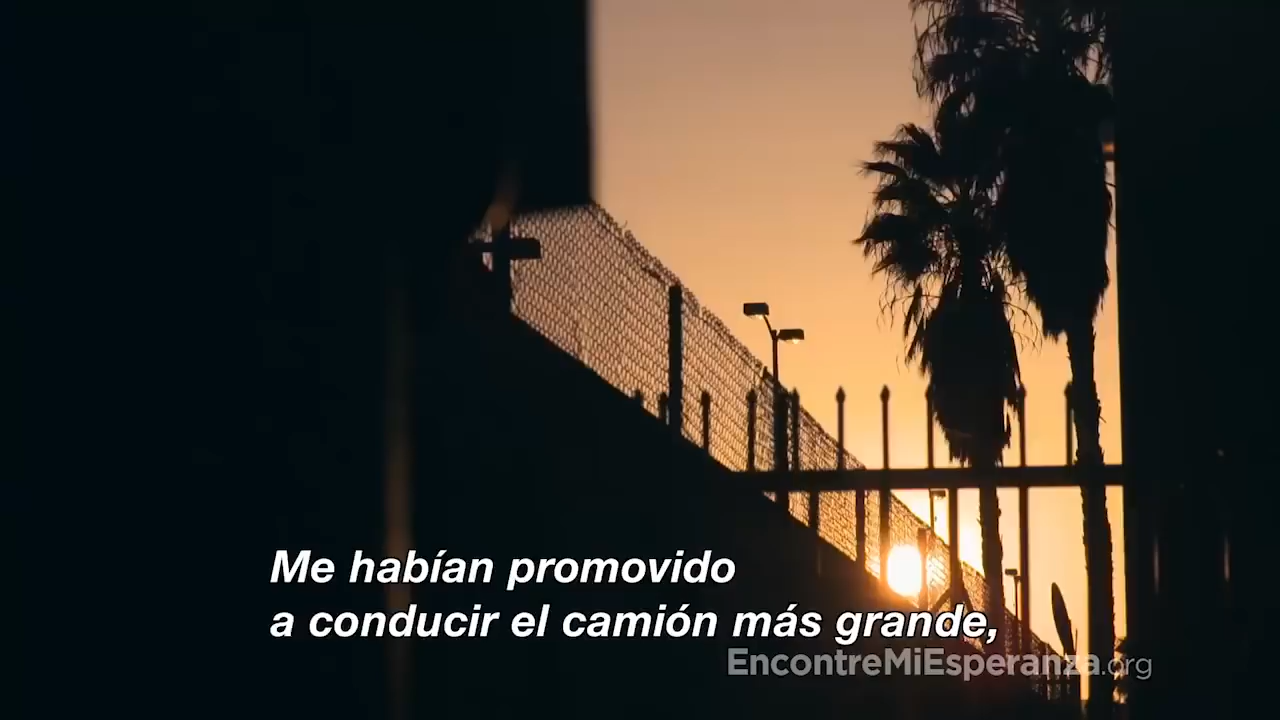 Me habían promovido
a conducir el camión más grande,
EncontreMiEsperanza.org